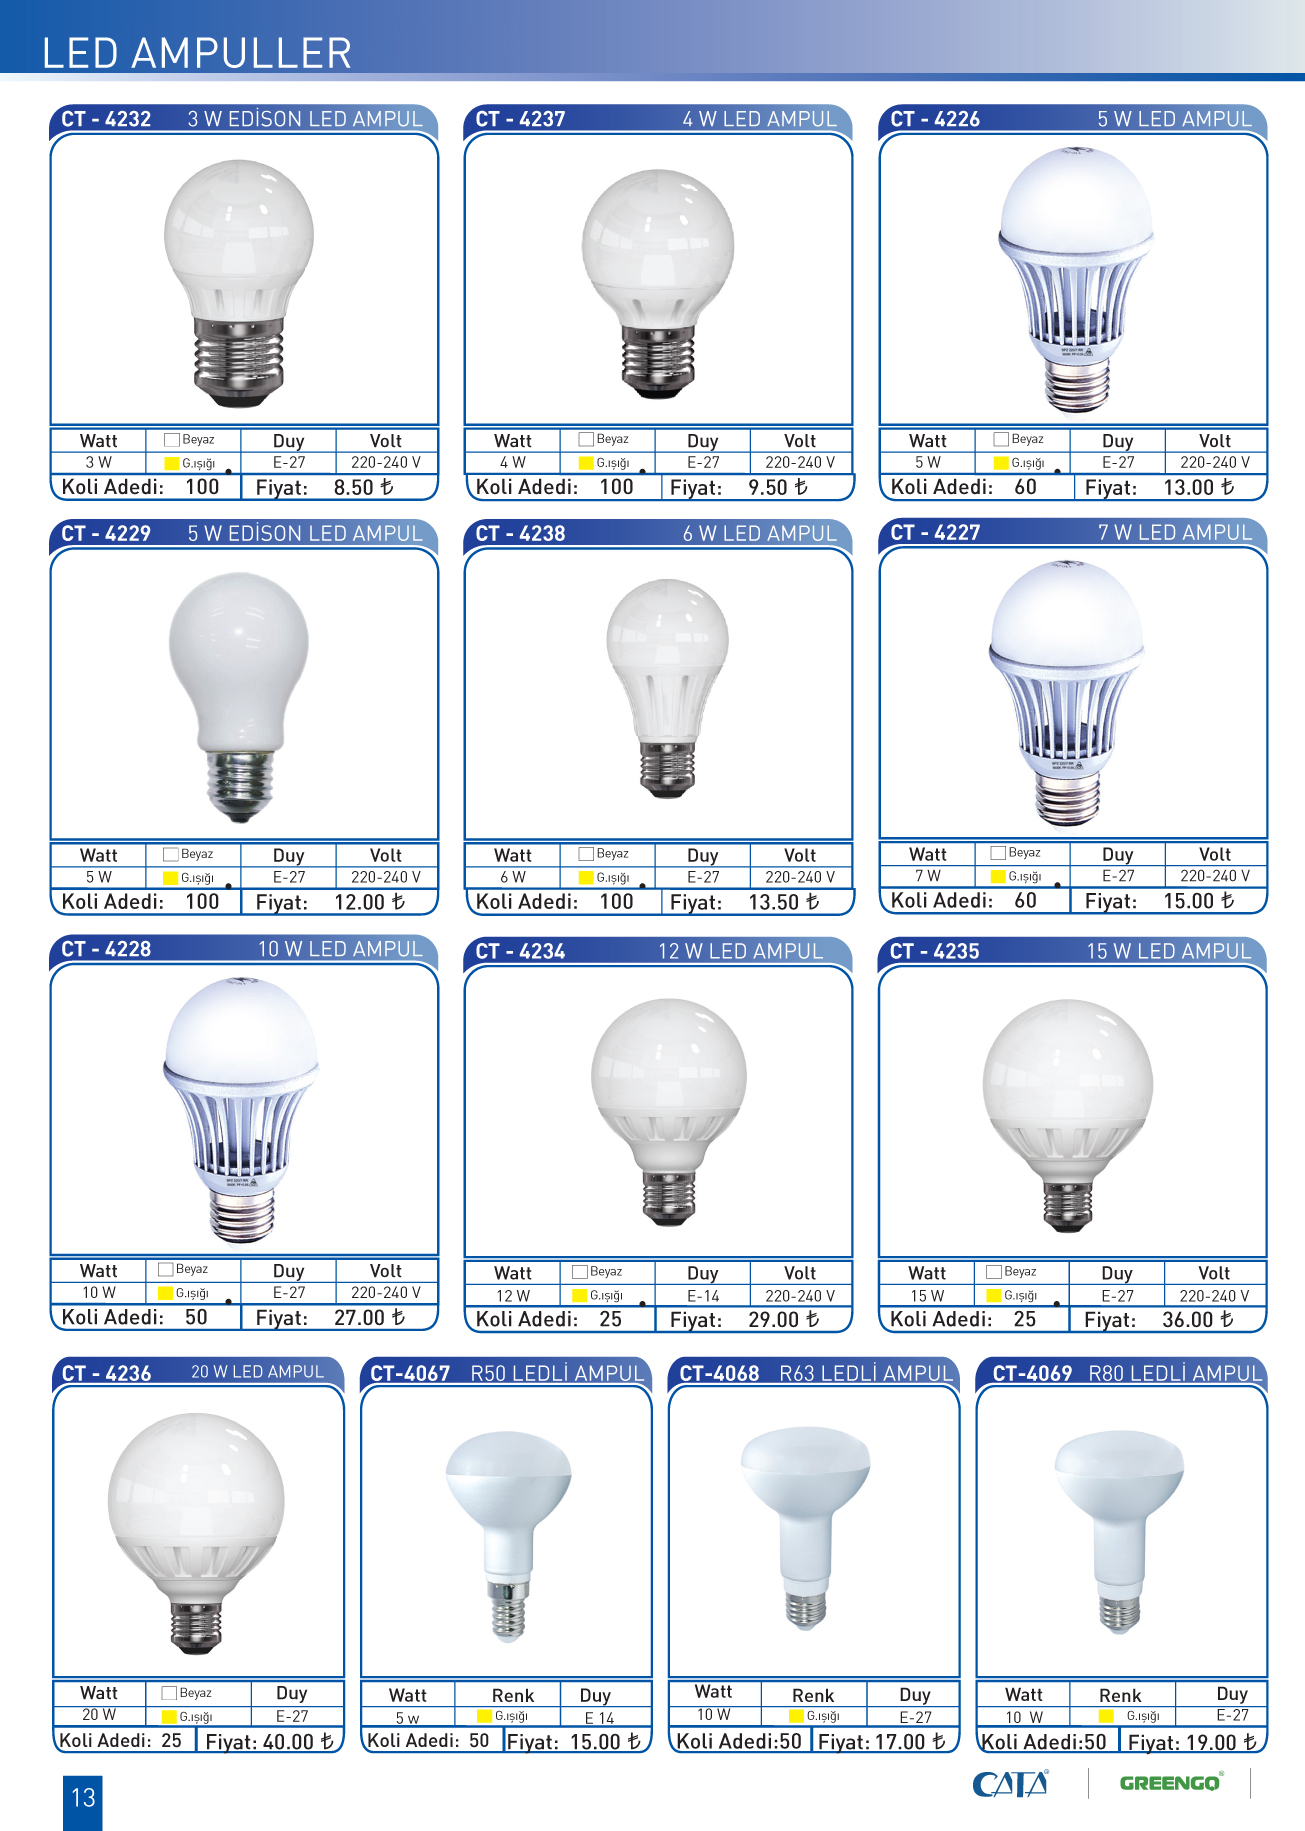 LED AMPULLER
CT - 4232 3 W EDİSON LED AMPUL
Watt Beyaz Duy Volt
3 W G.ışığı E-27 220-240 V
Koli Adedi: 100 Fiyat: 8.50 ₺
CT - 4237 4 W LED AMPUL
Watt Beyaz Duy Volt
4 W G.ışığı E-27 220-240 V
Koli Adedi: 100 Fiyat: 9.50 ₺
CT - 4226 5 W LED AMPUL
Watt Beyaz Duy Volt
5 W G.ışığı E-27 220-240 V
Koli Adedi: 60 Fiyat: 13.00 ₺
CT - 4229 5 W EDİSON LED AMPUL
Watt Beyaz Duy Volt
5 W G.ışığı E-27 220-240 V
Koli Adedi: 100 Fiyat: 12.00 ₺
CT - 4238 6 W LED AMPUL
Watt Beyaz Duy Volt
6 W G.ışığı E-27 220-240 V
Koli Adedi: 100 Fiyat: 13.50 ₺
CT - 4227 7 W LED AMPUL
Watt Beyaz Duy Volt
7 W G.ışığı E-27 220-240 V
Koli Adedi: 60 Fiyat: 15.00 ₺
CT - 4228 10 W LED AMPUL
Watt Beyaz Duy Volt
10 W G.ışığı E-27 220-240 V
Koli Adedi: 50 Fiyat: 27.00 ₺
CT - 4234 12 W LED AMPUL
Watt Beyaz Duy Volt
12 W G.ışığı E-14 220-240 V
Koli Adedi: 25 Fiyat: 29.00 ₺
CT - 4235 15 W LED AMPUL
Watt Beyaz Duy Volt
15 W G.ışığı E-27 220-240 V
Koli Adedi: 25 Fiyat: 36.00 ₺
CT - 4236 20 W LED AMPUL
Watt Beyaz Duy
20 W G.ışığı E-27
Koli Adedi: 25 Fiyat: 40.00 ₺
CT-4067 R50 LEDLİ AMPUL
Watt Renk Duy
5 w G.ışığı E 14
Koli Adedi: 50 Fiyat: 15.00 ₺
CT-4068 R63 LEDLİ AMPUL
Watt Renk Duy
10 W G.ışığı E-27
Koli Adedi:50 Fiyat: 17.00 ₺
CT-4069 R80 LEDLİ AMPUL
Watt Renk Duy
10 W G.ışığı E-27
Koli Adedi:50 Fiyat: 19.00 ₺
13
CATA® GREENGO®